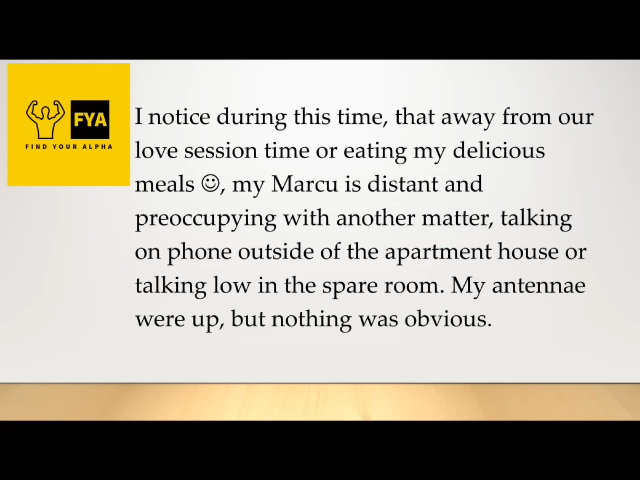 FYA
FIND YOUR ALPHA
I notice during this time, that away from our
love session time or eating my delicious
meals ☺, my Marcu is distant and
preoccupying with another matter, talking
on phone outside of the apartment house or
talking low in the spare room. My antennae
were up, but nothing was obvious.